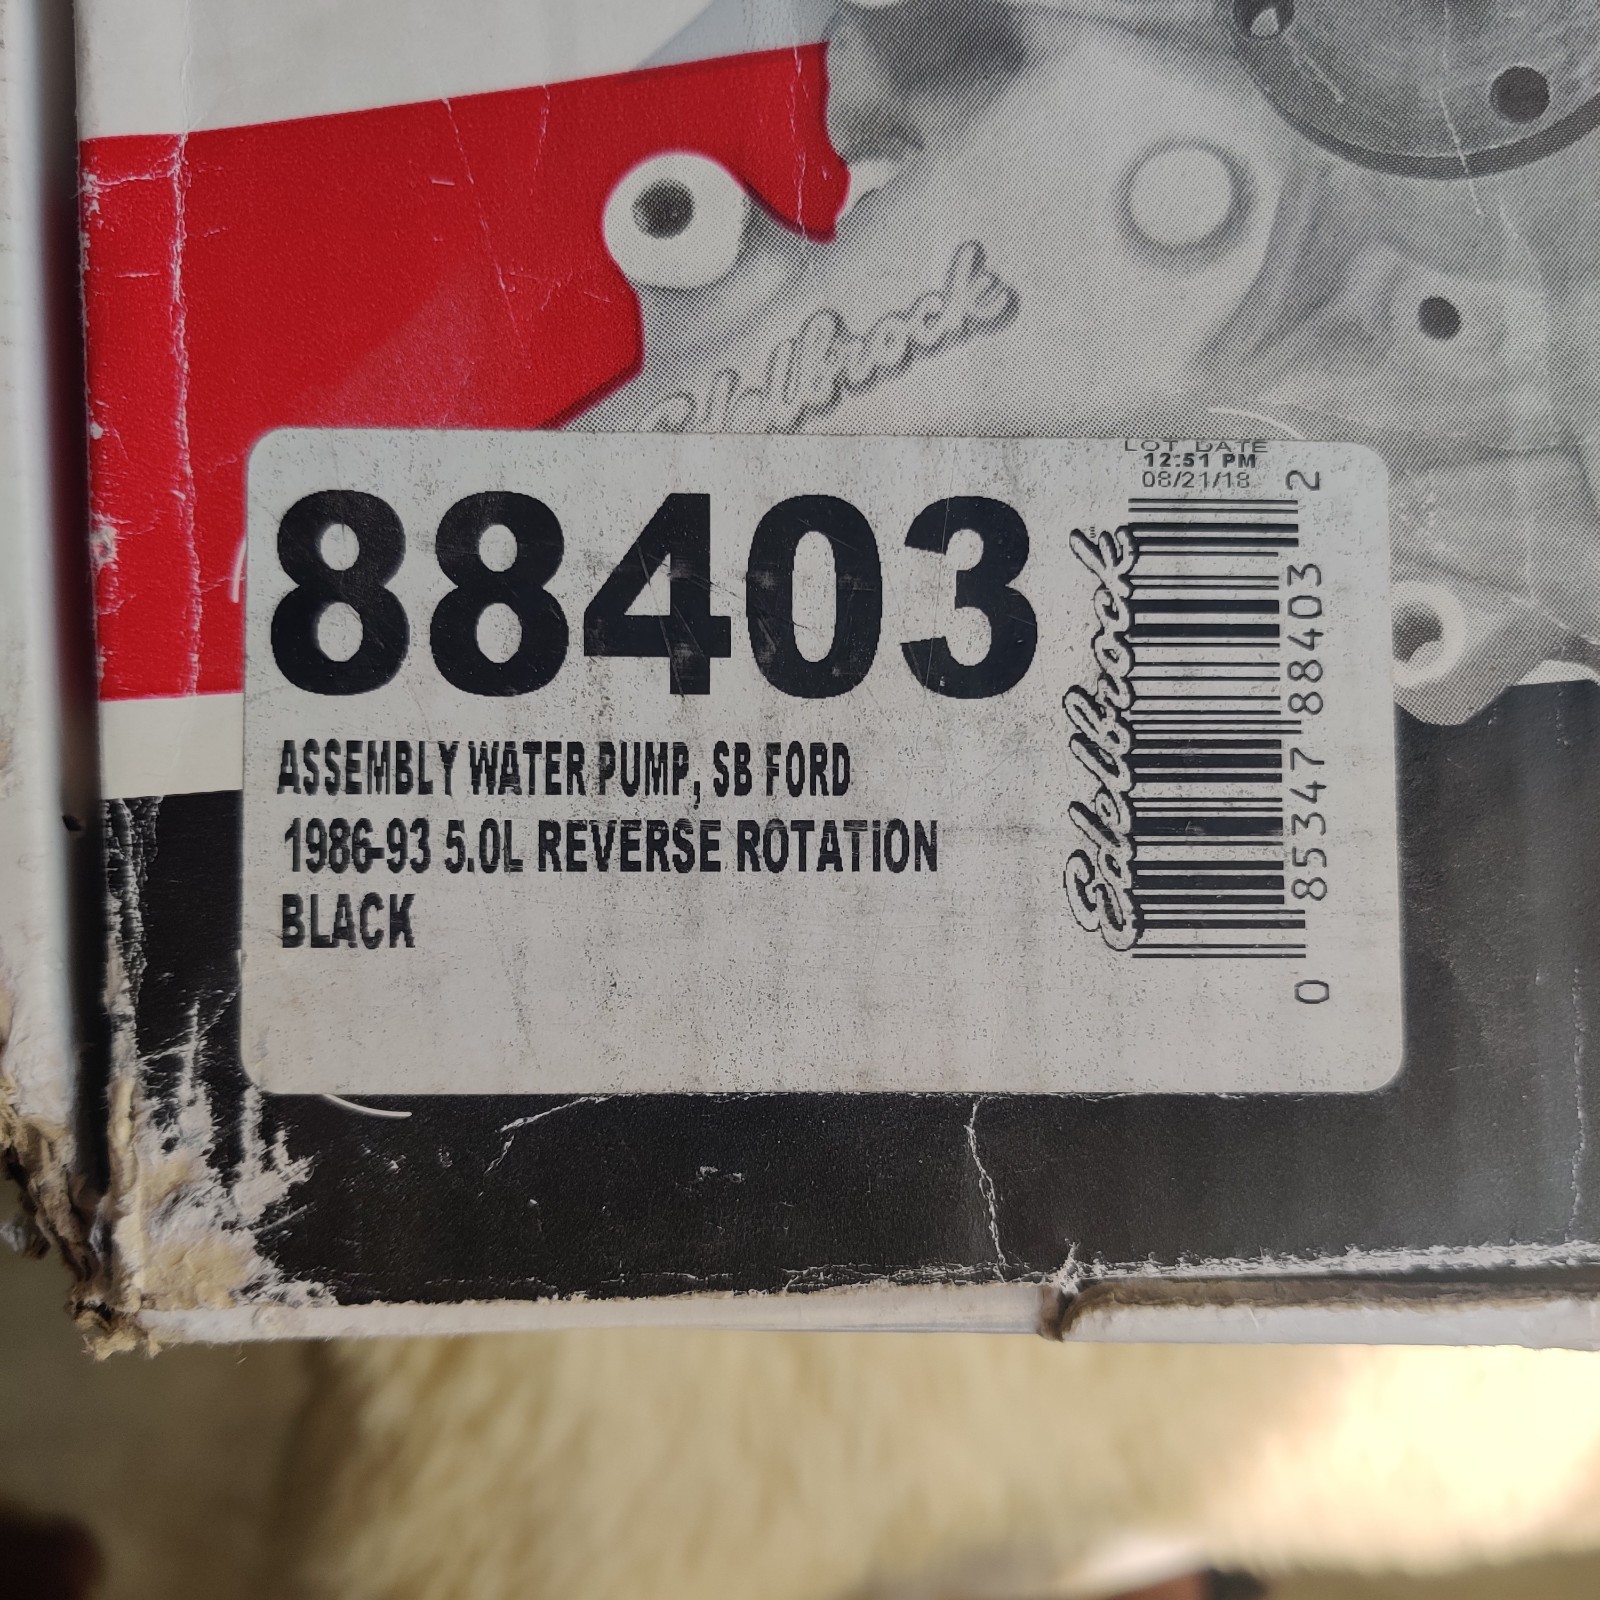 Edelbrock
LOT DATE
12:51 PM
08/21/18
88403
ASSEMBLY WATER PUMP, SB FORD
1986-93 5.0L REVERSE ROTATION
BLACK
Edelbrock
0 85347 88403 2